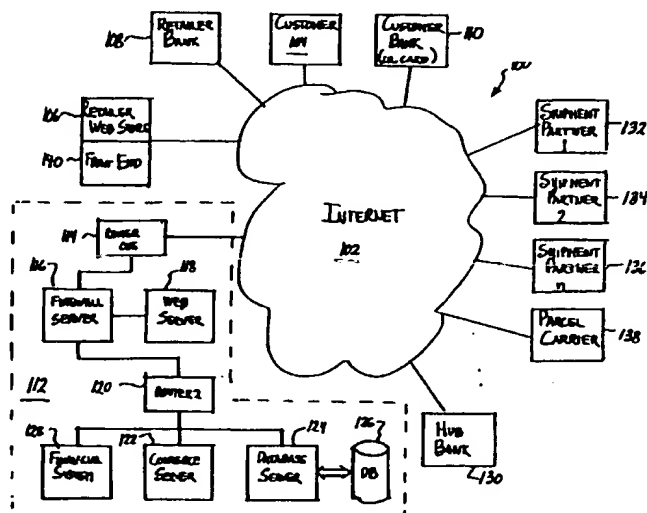 108
RETAILER
BANK
CUSTOMER
104
CUSTOMER
BANK
(CR. CARD)
110
100
106
RETAILER
WEB STORE
140
FRONT END
SHIPMENT
PARTNER
1
132
SHIPMENT
PARTNER
2
134
SHIPMENT
PARTNER
n
136
PARCEL
CARRIER
138
INTERNET
102
114
ROUTER
ONE
116
FIREWALL
SERVER
118
WEB
SERVER
112
120
ROUTER 2
128
FINANCIAL
SYSTEM
122
COMMERCE
SERVER
124
DATABASE
SERVER
126
DB
HUB
BANK
130